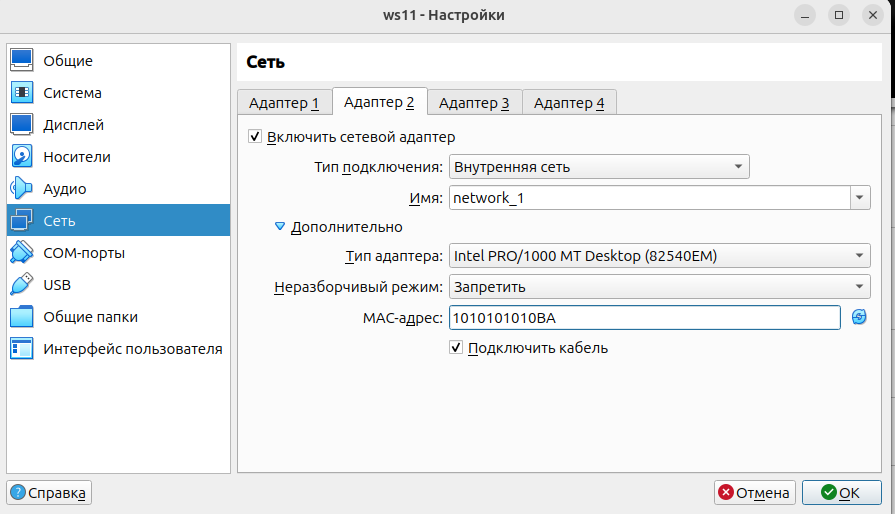 ws11 - Настройки
Общие
Система
Дисплей
Носители
Аудио
Сеть
COM-порты
USB
Общие папки
Интерфейс пользователя
Сеть
Адаптер 1 Адаптер 2 Адаптер 3 Адаптер 4
Включить сетевой адаптер
Тип подключения: Внутренняя сеть
Имя: network_1
Дополнительно
Тип адаптера: Intel PRO/1000 MT Desktop (82540EM)
Неразборчивый режим: Запретить
MAC-адрес: 1010101010BA
Подключить кабель
Справка
Отмена
OK